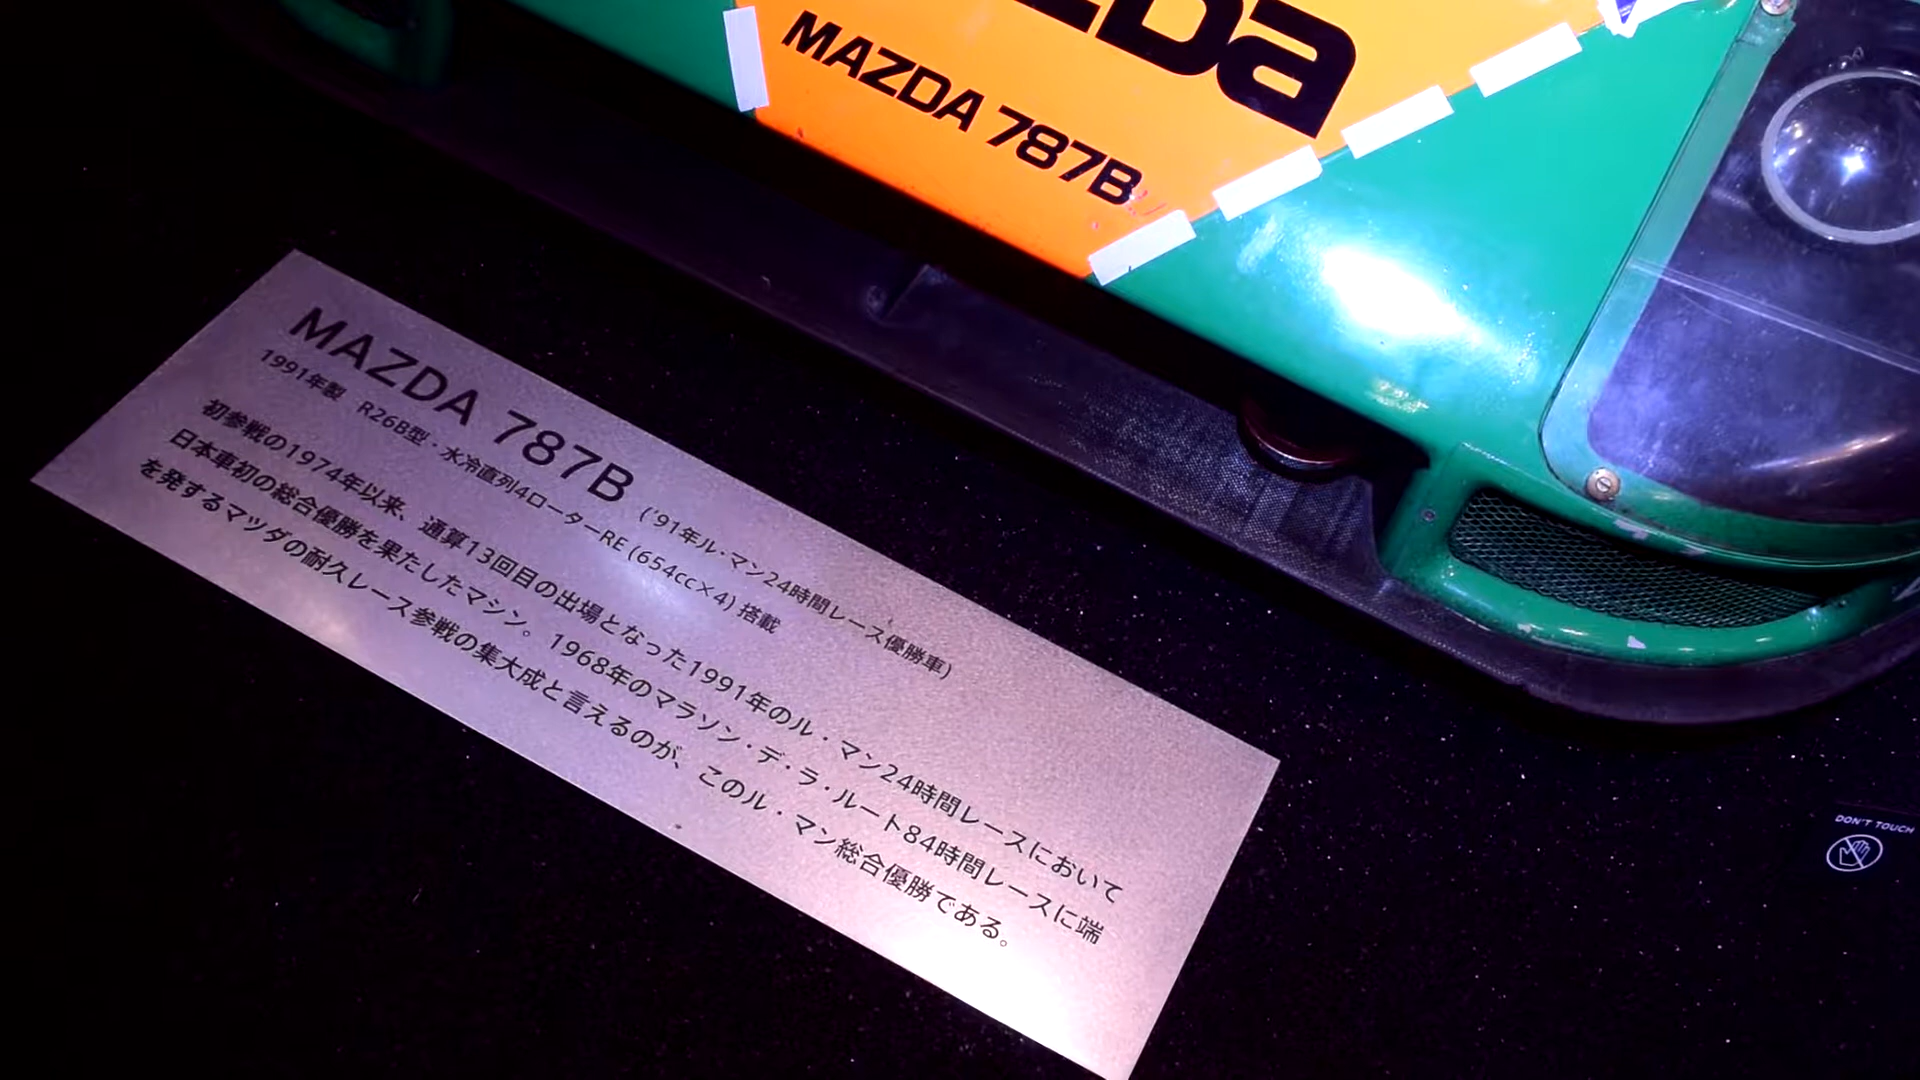 MAZDA 787B
MAZDA 787B ('91年ル・マン24時間レース優勝車)
1991年製 R26B型・水冷直列4ローターRE (654cc×4) 搭載
初参戦の1974年以来、通算13回目の出場となった1991年のル・マン24時間レースにおいて
日本車初の総合優勝を果たしたマシン。1968年のマラソン・デ・ラ・ルート84時間レースに端
を発するマツダの耐久レース参戦の集大成と言えるのが、このル・マン総合優勝である。
DON'T TOUCH